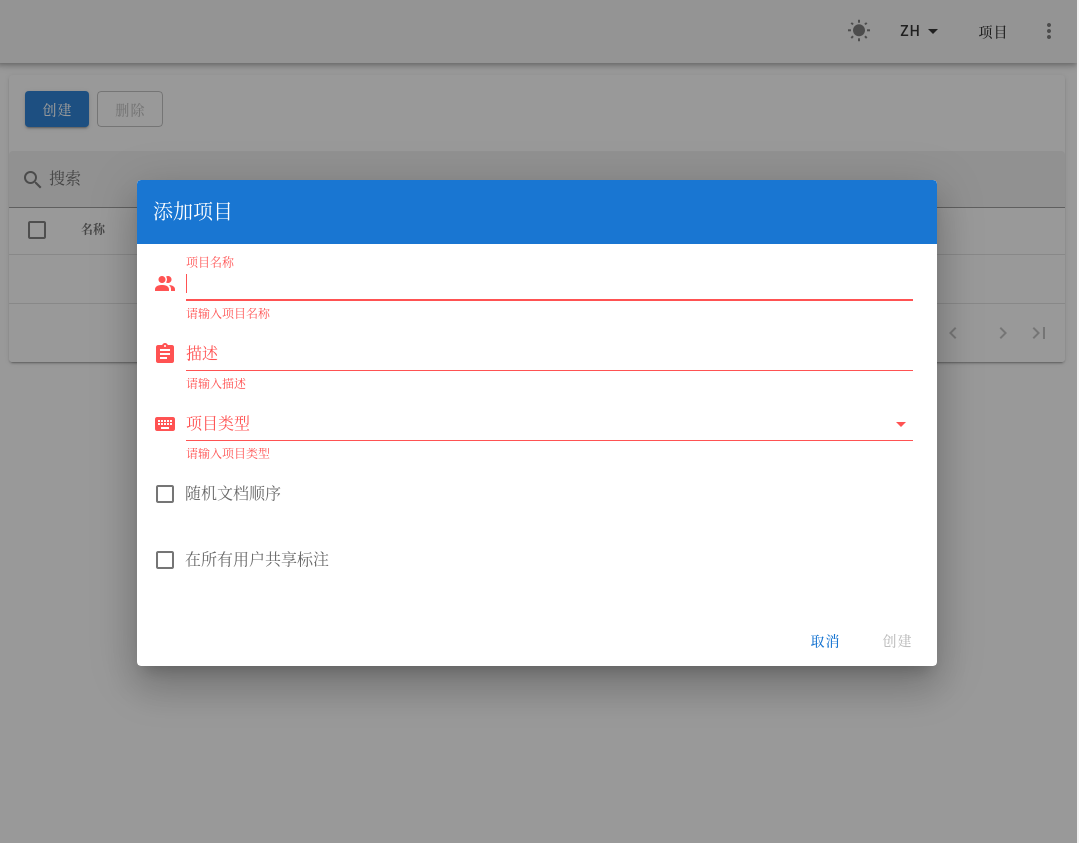 ZH 项目
创建 删除
搜索
名称
添加项目
项目名称
请输入项目名称
描述
请输入描述
项目类型
请输入项目类型
随机文档顺序
在所有用户共享标注
取消 创建